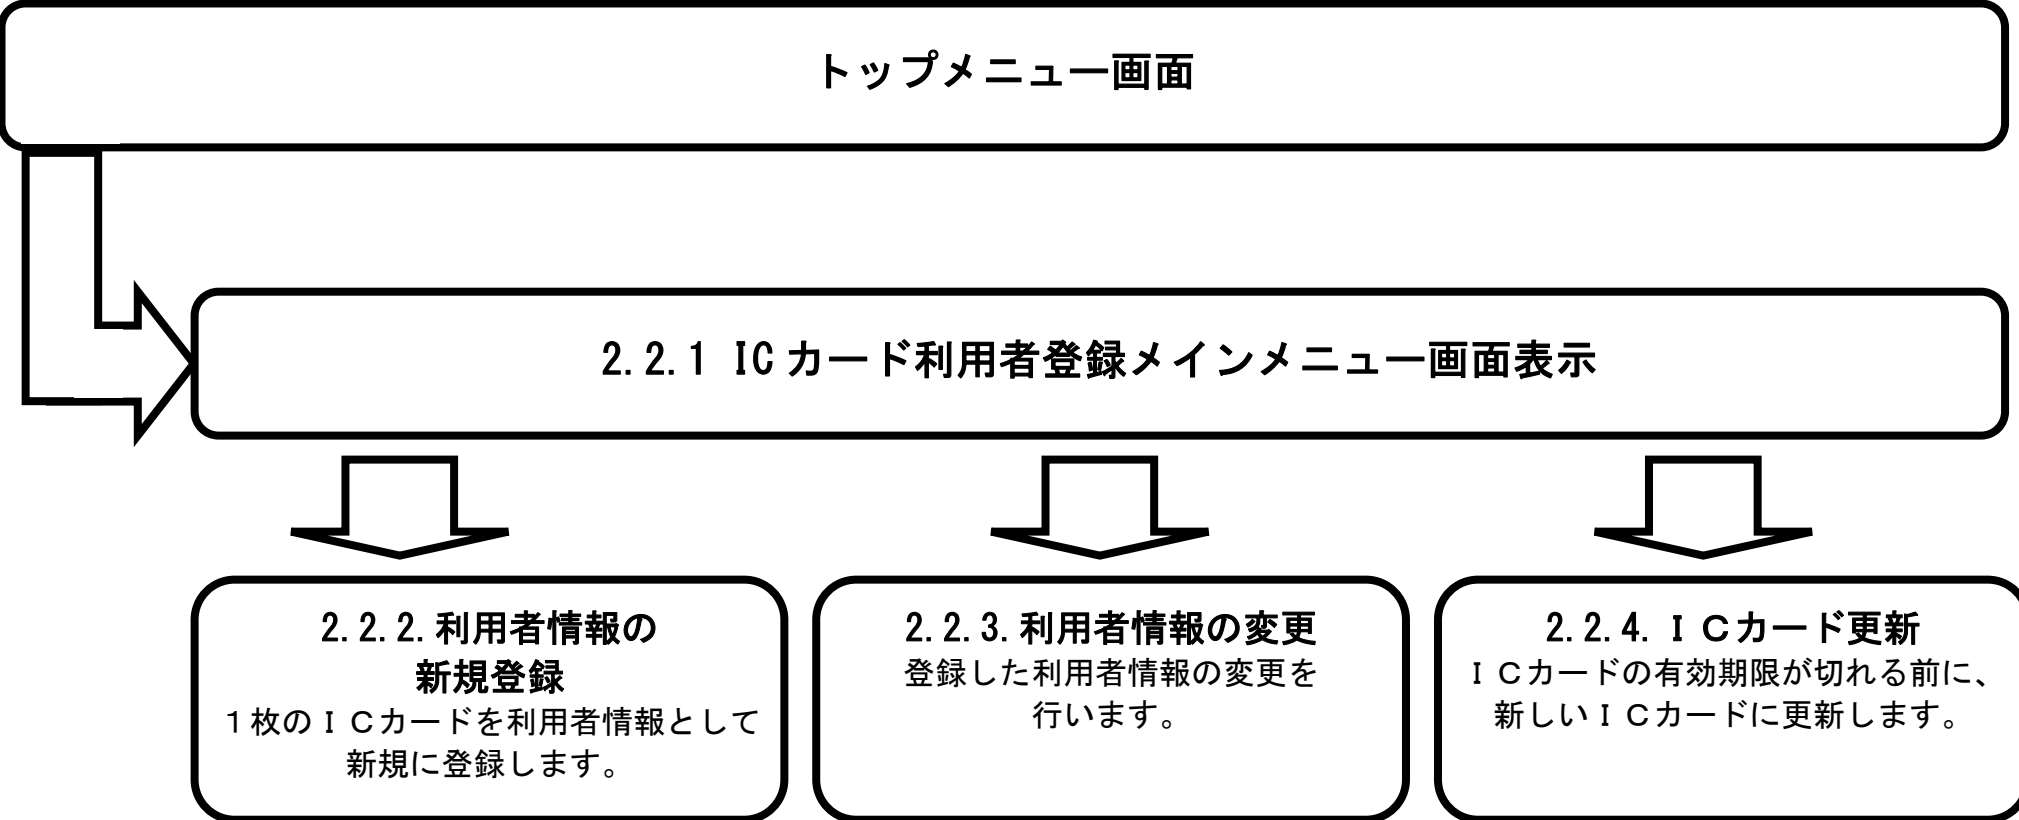 トップメニュー画面
2.2.1 IC カード利用者登録メインメニュー画面表示
2.2.2.利用者情報の
新規登録
１枚のＩＣカードを利用者情報として
新規に登録します。
2.2.3.利用者情報の変更
登録した利用者情報の変更を
行います。
2.2.4.ＩＣカード更新
ＩＣカードの有効期限が切れる前に、
新しいＩＣカードに更新します。